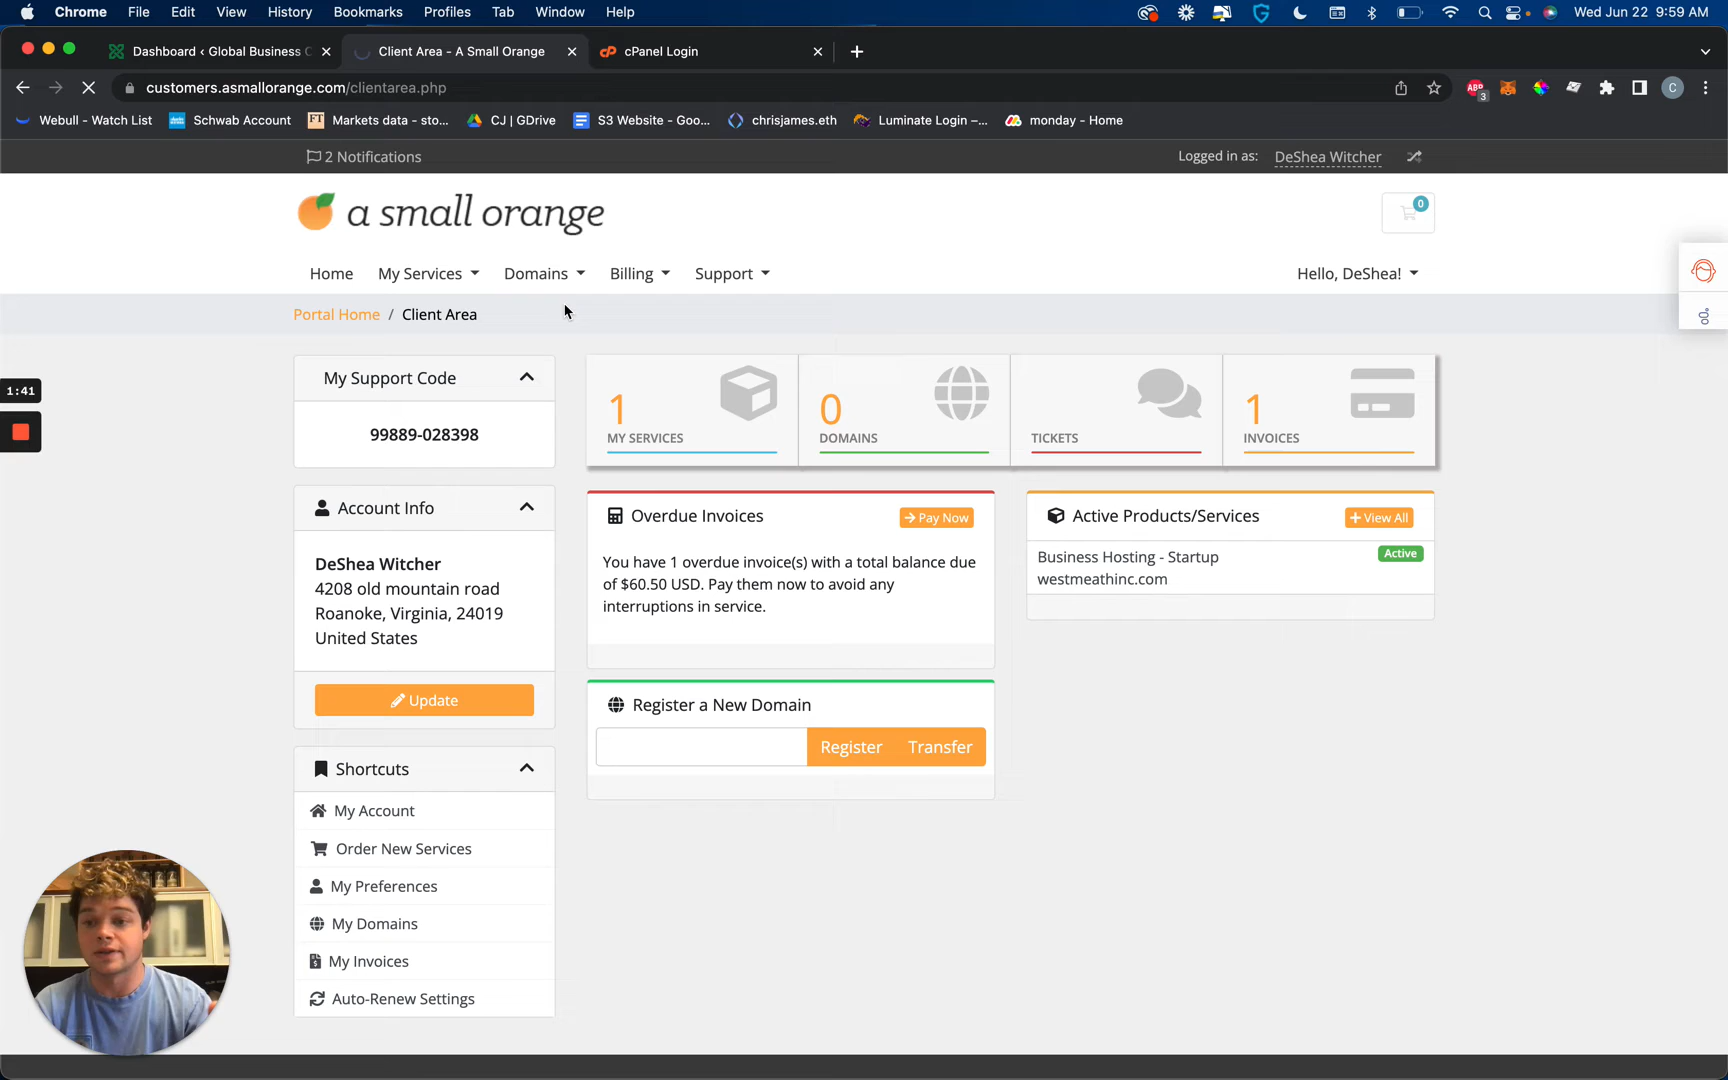 Chrome File Edit View History Bookmarks Profiles Tab Window Help Wed Jun 22 9:59 AM
Dashboard ‹ Global Business C Client Area - A Small Orange cPanel Login
customers.asmallorange.com/clientarea.php ABP 3 C
Webull - Watch List Schwab Account FT Markets data - sto... CJ | GDrive S3 Website - Goo... chrisjames.eth Luminate Login –... monday - Home
2 Notifications Logged in as: DeShea Witcher
a small orange 0
Home My Services Domains Billing Support Hello, DeShea!
Portal Home / Client Area
My Support Code
99889-028398
1:41
1 MY SERVICES
0 DOMAINS
TICKETS
1 INVOICES
Account Info
DeShea Witcher
4208 old mountain road
Roanoke, Virginia, 24019
United States
Update
Overdue Invoices Pay Now
You have 1 overdue invoice(s) with a total balance due
of $60.50 USD. Pay them now to avoid any
interruptions in service.
Active Products/Services View All
Business Hosting - Startup Active
westmeathinc.com
Register a New Domain
Register Transfer
Shortcuts
My Account
Order New Services
My Preferences
My Domains
My Invoices
Auto-Renew Settings